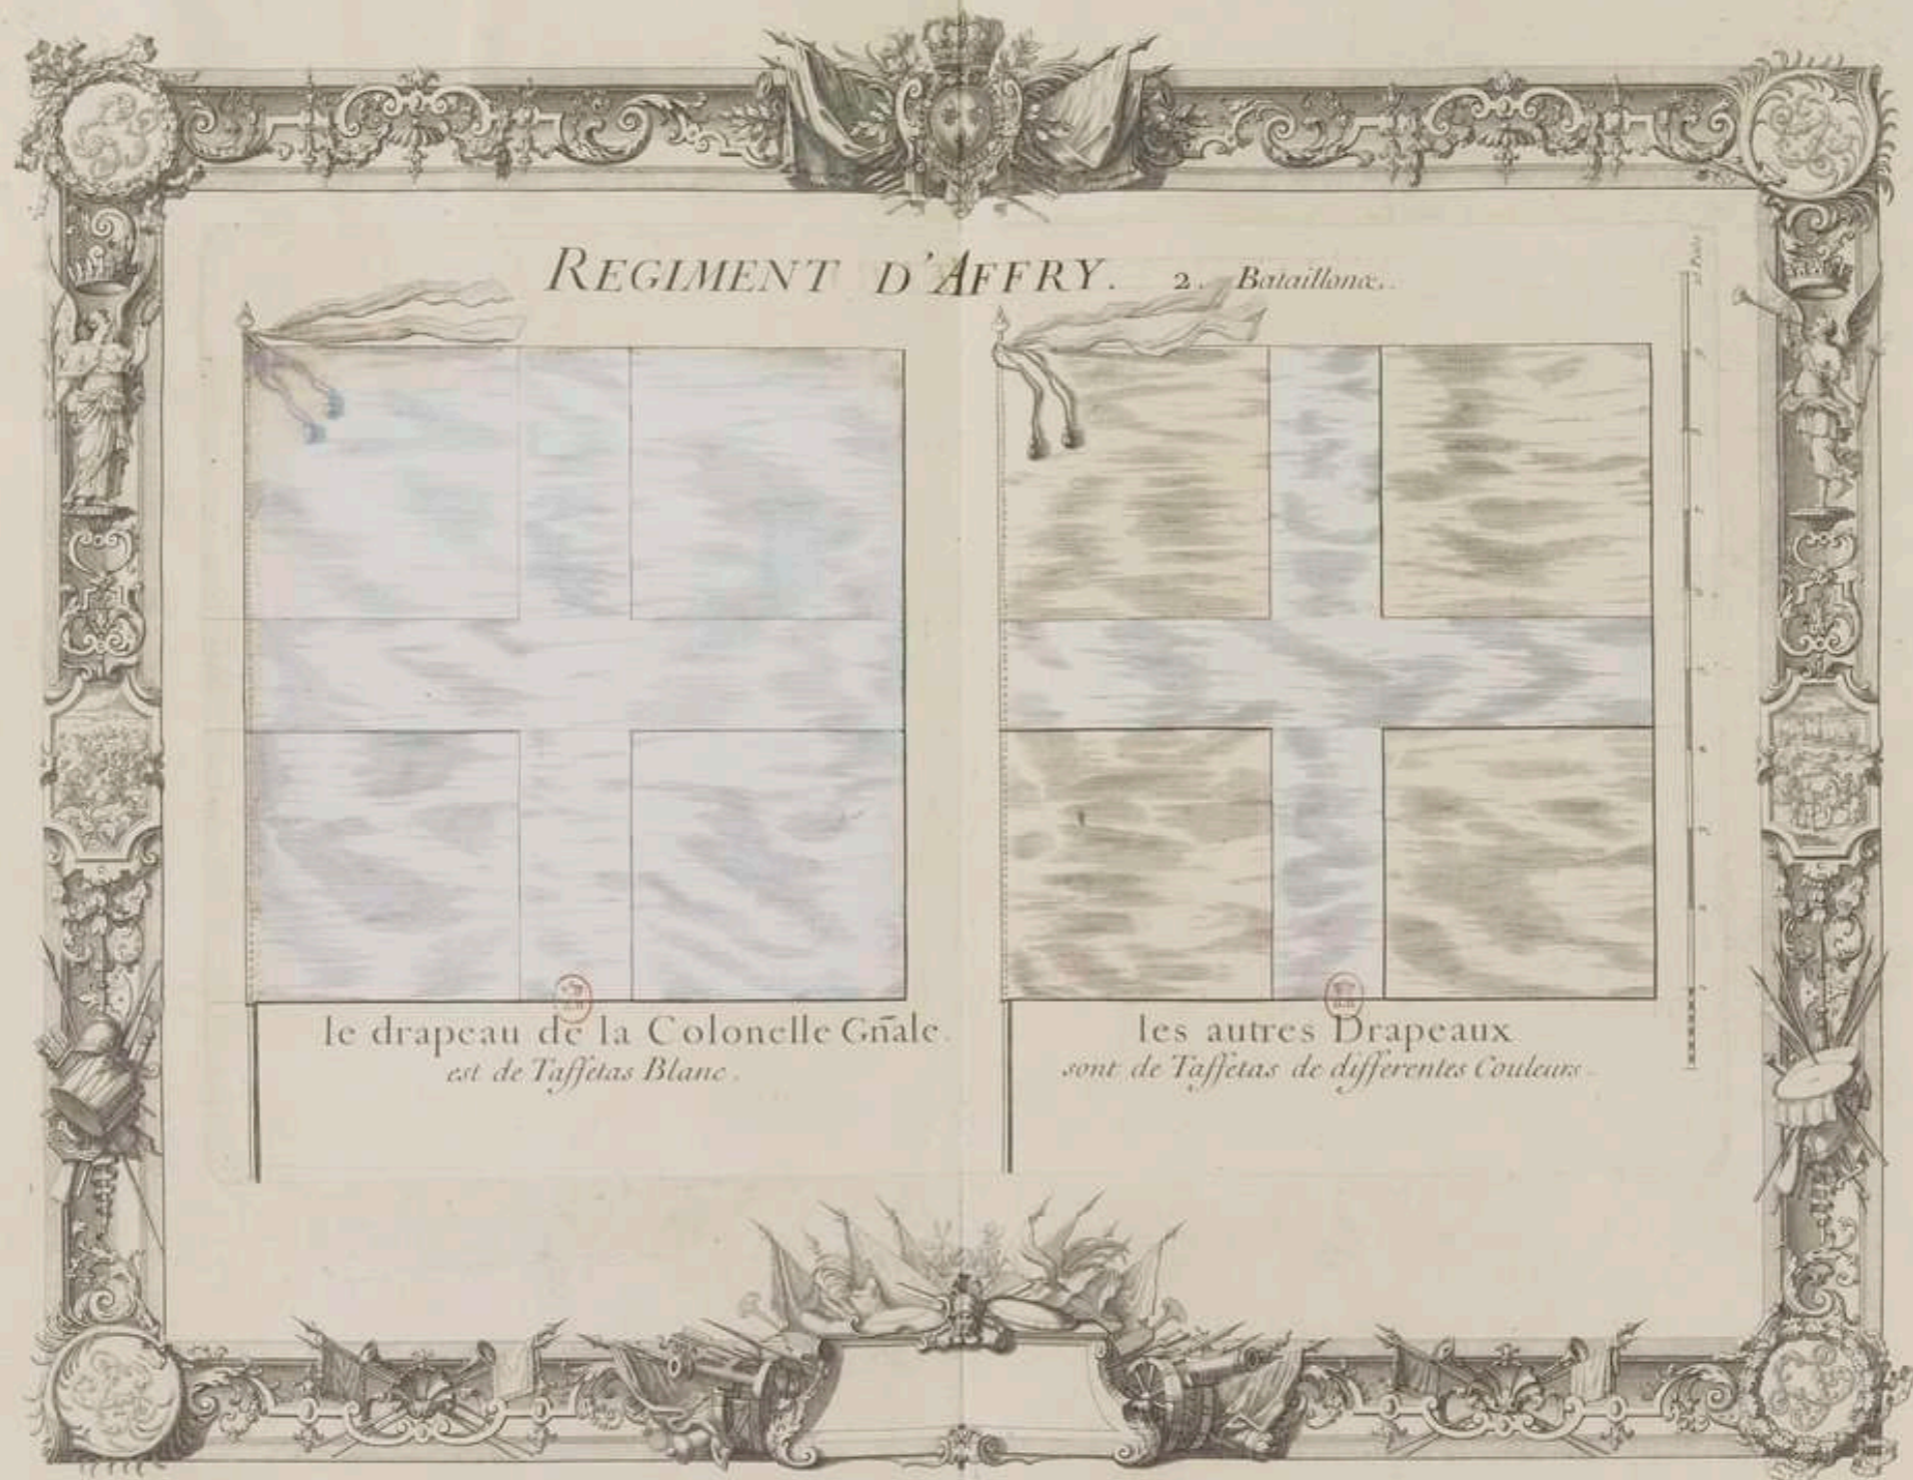 REGIMENT D'AFFRY. 2. Bataillons.
le drapeau de la Colonelle Gñale.
est de Taffetas Blanc.
les autres Drapeaux
sont de Taffetas de differentes Couleurs.